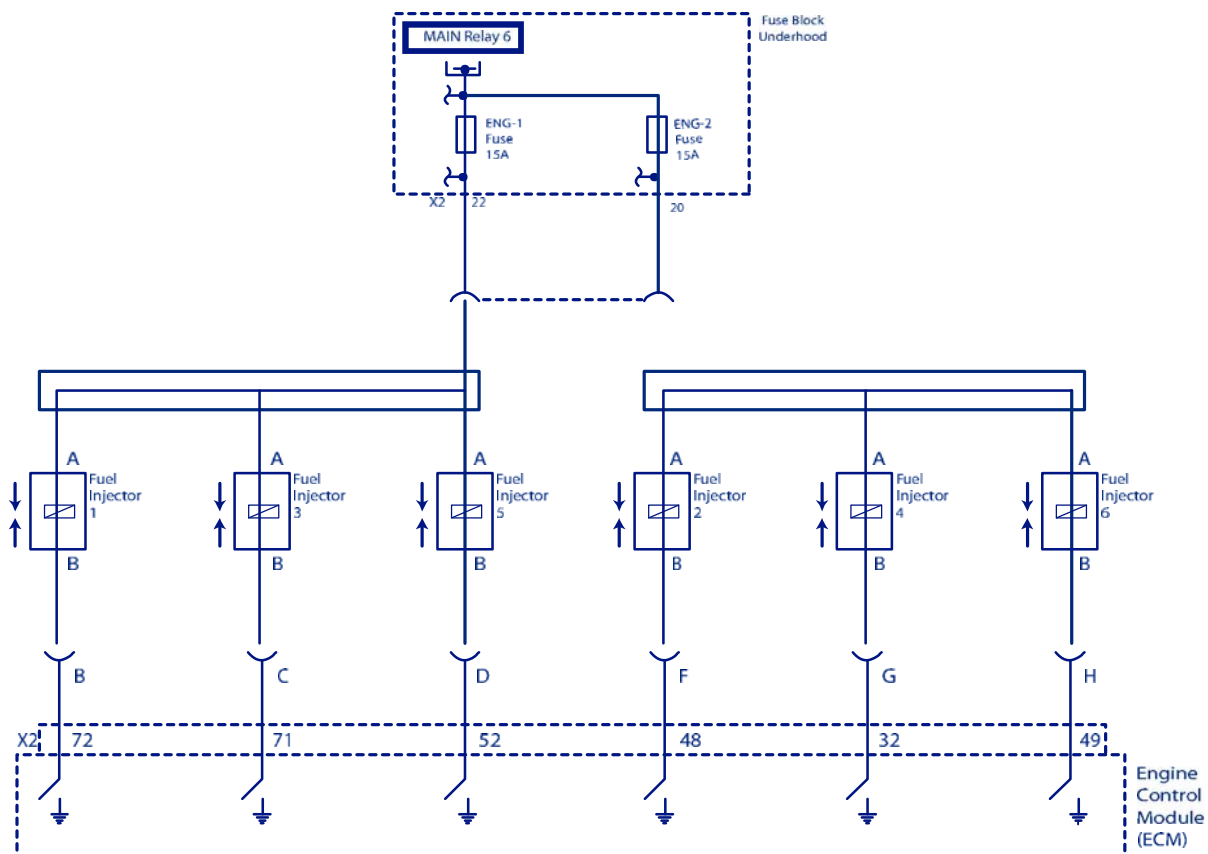 Fuse Block
Underhood
MAIN Relay 6
ENG-1
Fuse
15A
ENG-2
Fuse
15A
X2
22
20
A
Fuel
Injector
1
B
A
Fuel
Injector
3
B
A
Fuel
Injector
5
B
A
Fuel
Injector
2
B
A
Fuel
Injector
4
B
A
Fuel
Injector
6
B
B
C
D
F
G
H
X2
72
71
52
48
32
49
Engine
Control
Module
(ECM)